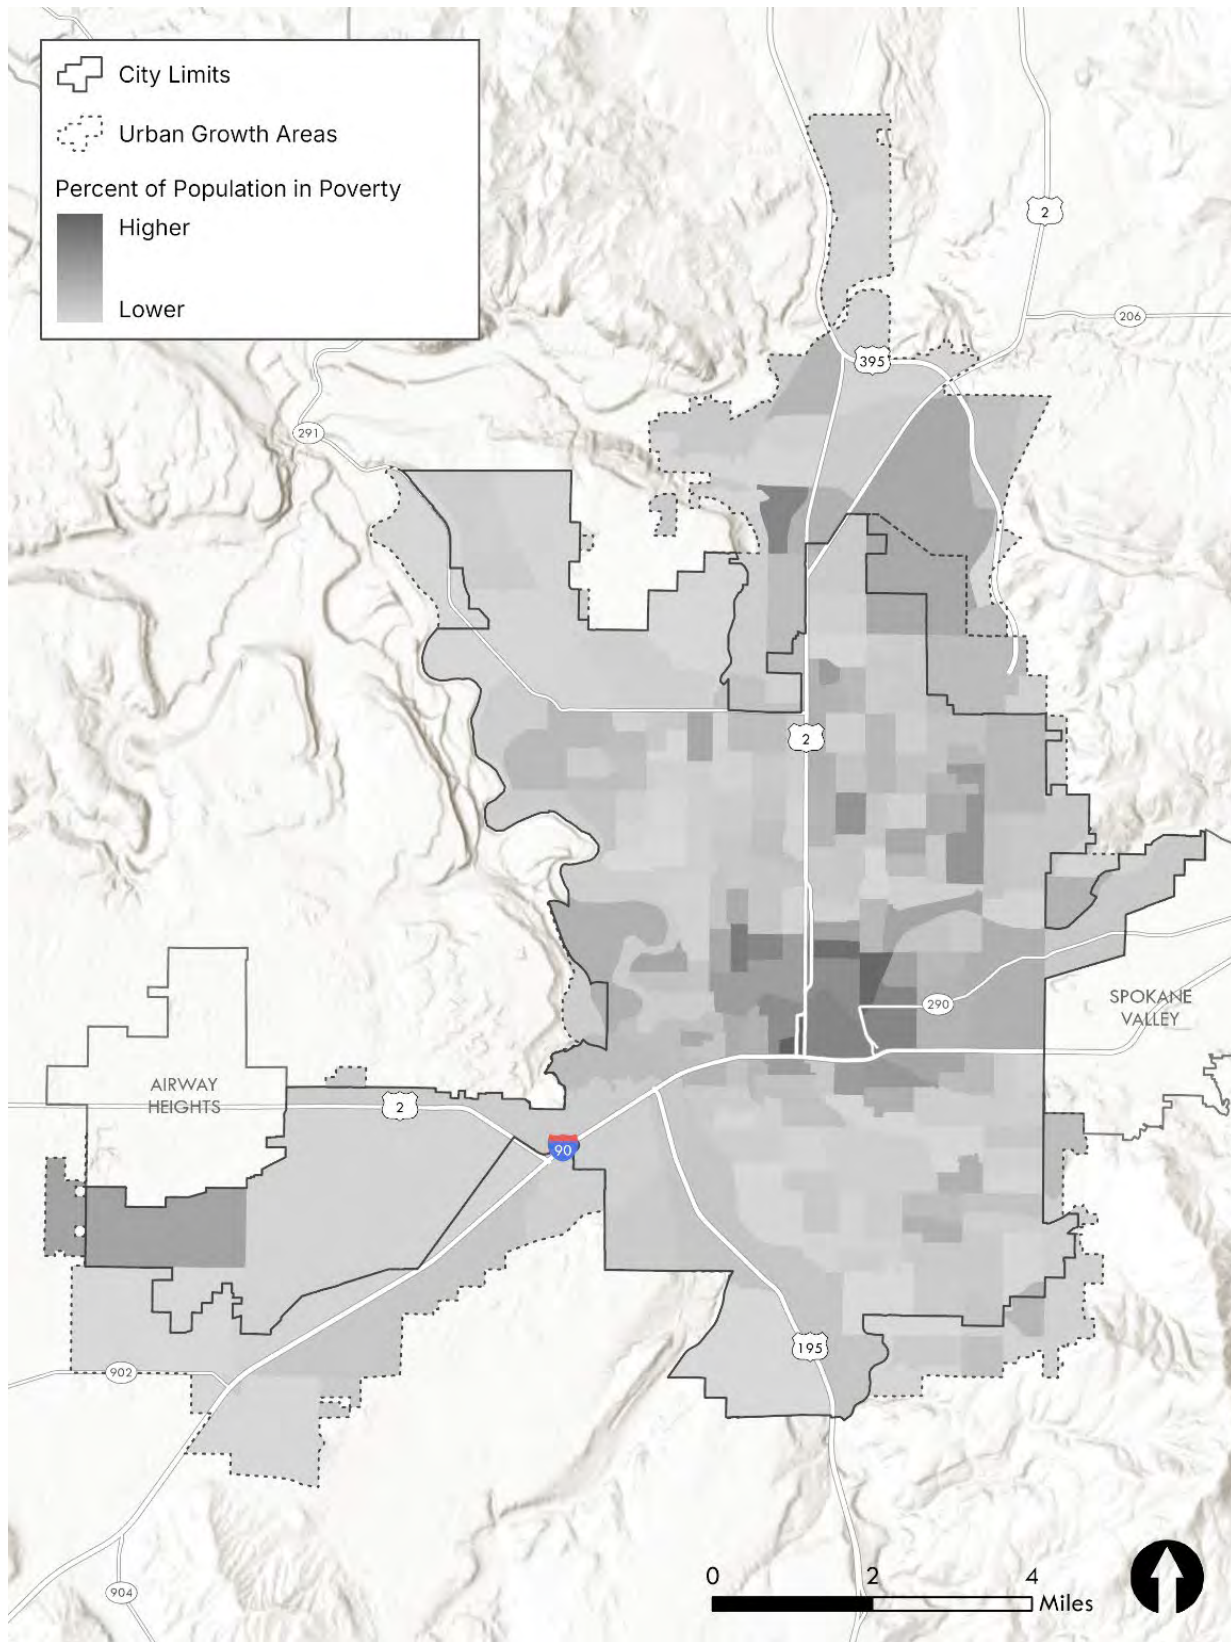 City Limits
Urban Growth Areas
Percent of Population in Poverty
Higher
Lower
2
206
395
291
2
290
SPOKANE
VALLEY
AIRWAY
HEIGHTS
2
90
195
902
904
0 2 4
Miles